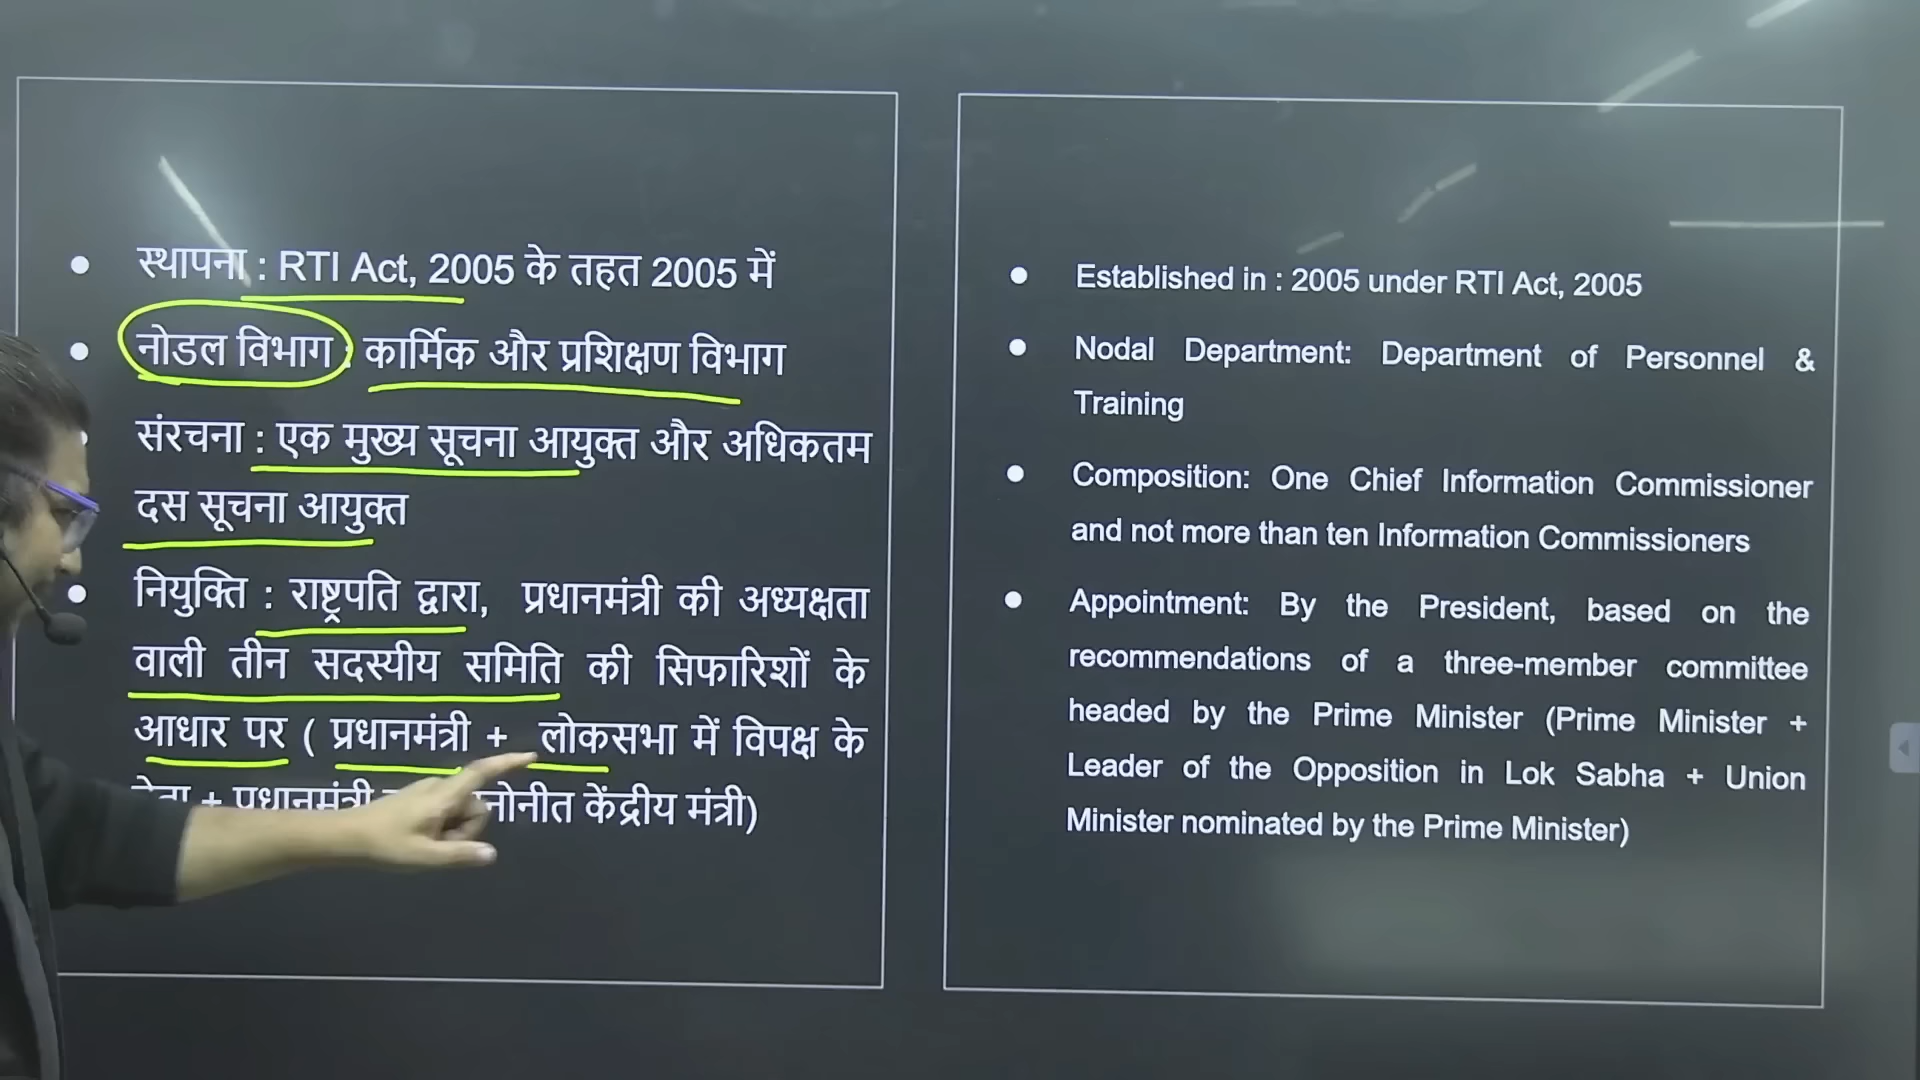 स्थापना : RTI Act, 2005 के तहत 2005 में
नोडल विभाग : कार्मिक और प्रशिक्षण विभाग
संरचना : एक मुख्य सूचना आयुक्त और अधिकतम
दस सूचना आयुक्त
नियुक्ति : राष्ट्रपति द्वारा, प्रधानमंत्री की अध्यक्षता
वाली तीन सदस्यीय समिति की सिफारिशों के
आधार पर ( प्रधानमंत्री + लोकसभा में विपक्ष के
+ प्रधानमंत्री केंद्रीय मंत्री)
Established in : 2005 under RTI Act, 2005
Nodal Department: Department of Personnel &
Training
Composition: One Chief Information Commissioner
and not more than ten Information Commissioners
Appointment: By the President, based on the
recommendations of a three-member committee
headed by the Prime Minister (Prime Minister +
Leader of the Opposition in Lok Sabha + Union
Minister nominated by the Prime Minister)